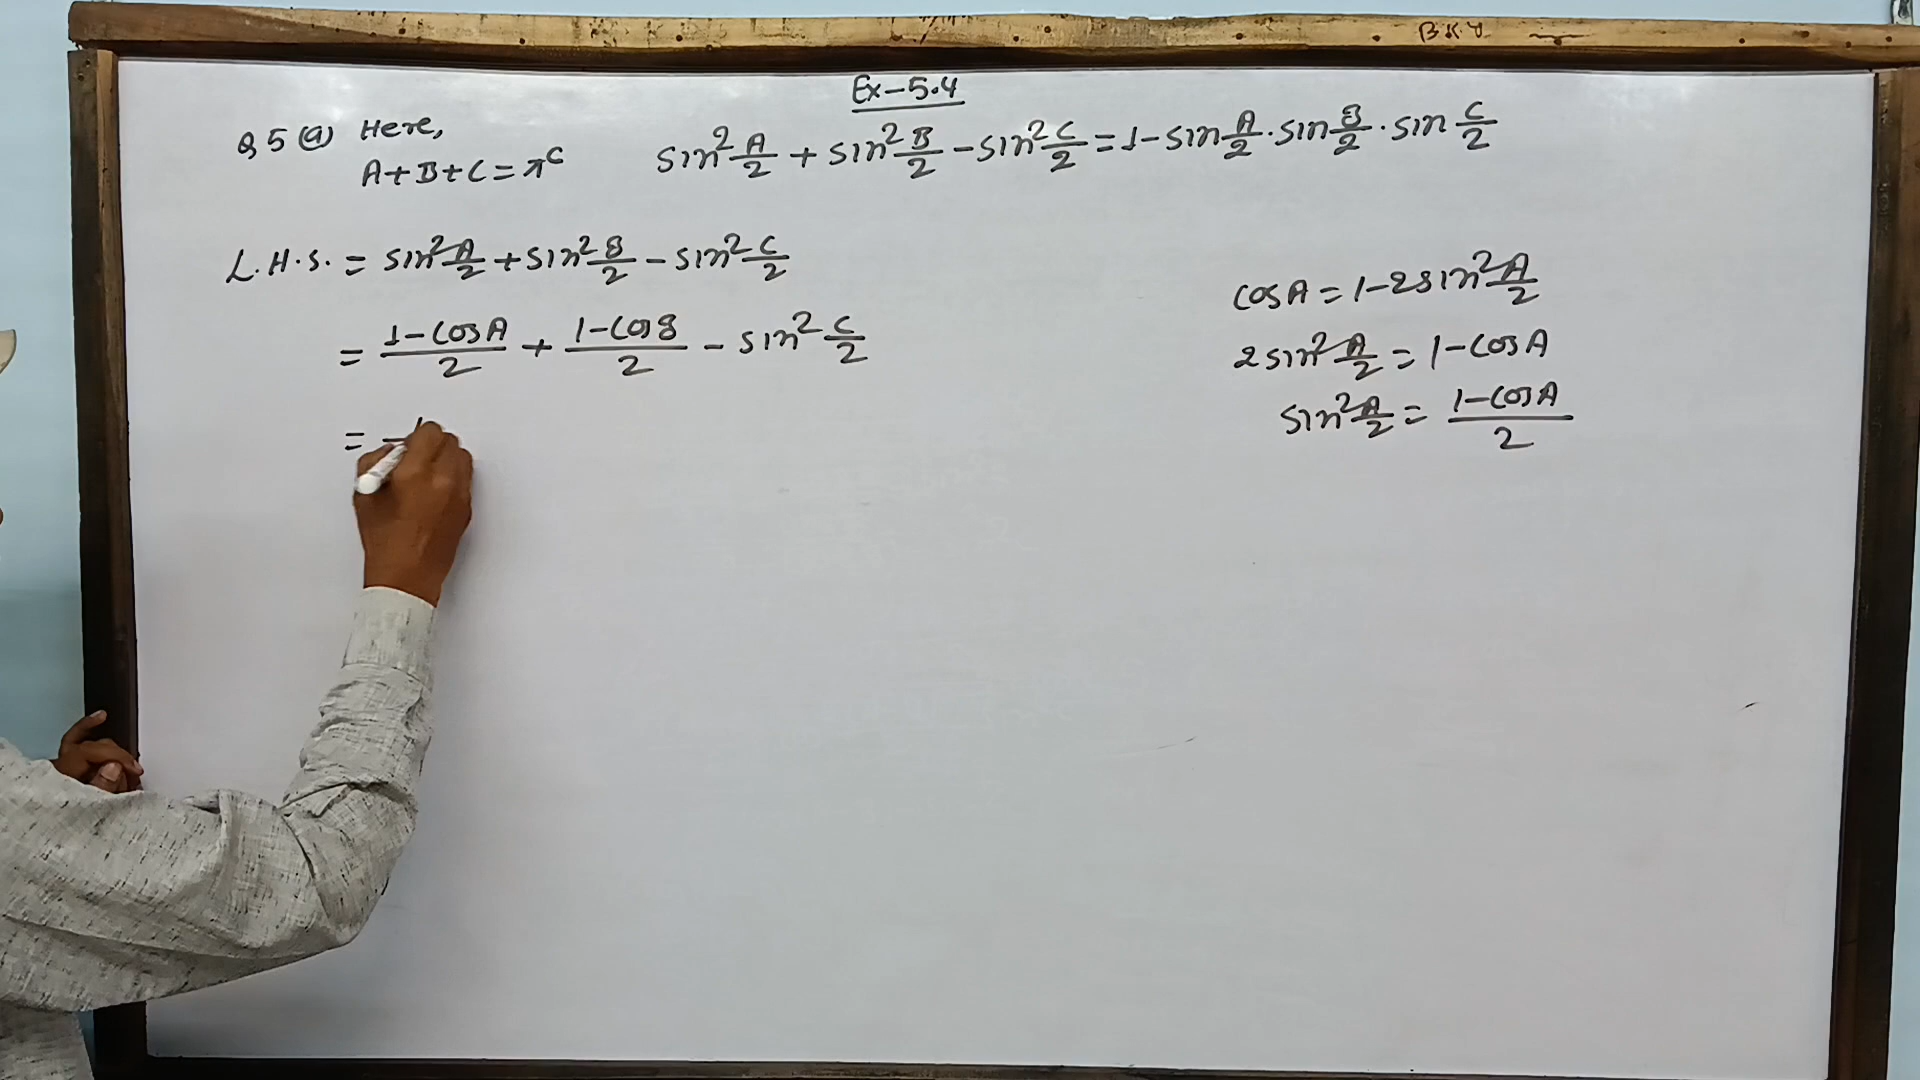 B.K.Y
Ex-5.4
Q 5 (a) Here,
A+B+C=π^c
sin²A/2 + sin²B/2 - sin²C/2 = 1 - sin A/2 . sin B/2 . sin C/2
L.H.S. = sin²A/2 + sin²B/2 - sin²C/2
= (1-cosA)/2 + (1-cosB)/2 - sin²C/2
=
cosA = 1-2sin²A/2
2sin²A/2 = 1-cosA
sin²A/2 = (1-cosA)/2